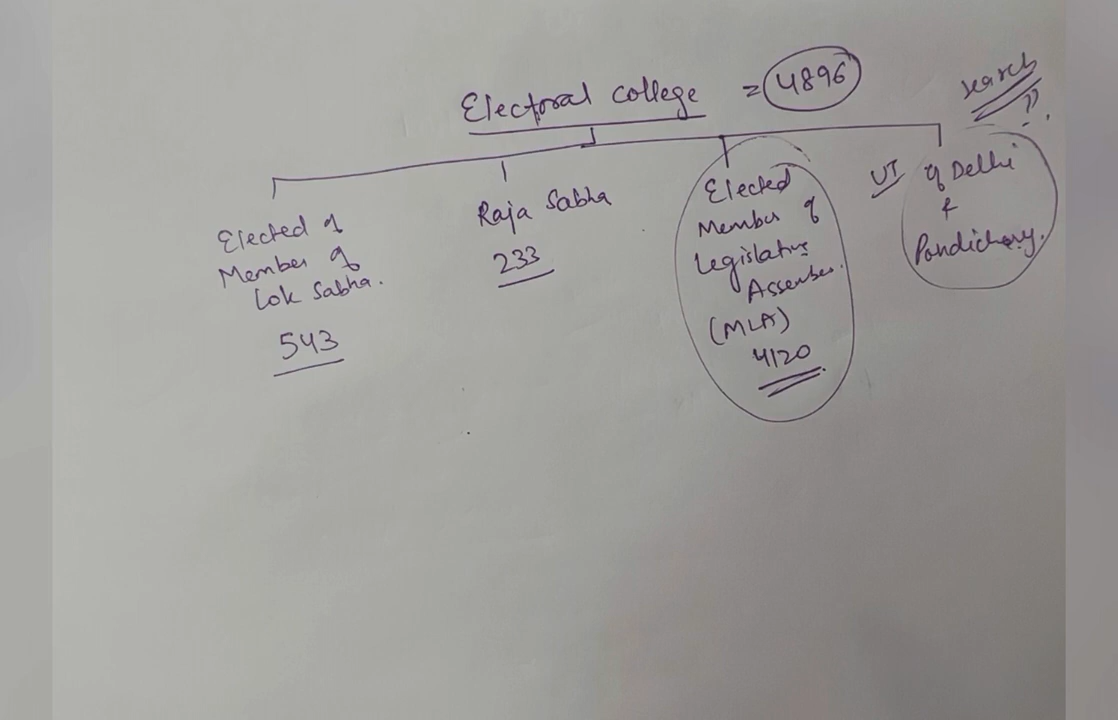 Electoral college = 4896
search
??.
Elected of
Member of
Lok Sabha.
543
Raja Sabha
233
Elected
Member of
Legislative
Assember.
(MLA)
4120
UT of Delhi
&
Pondichery.